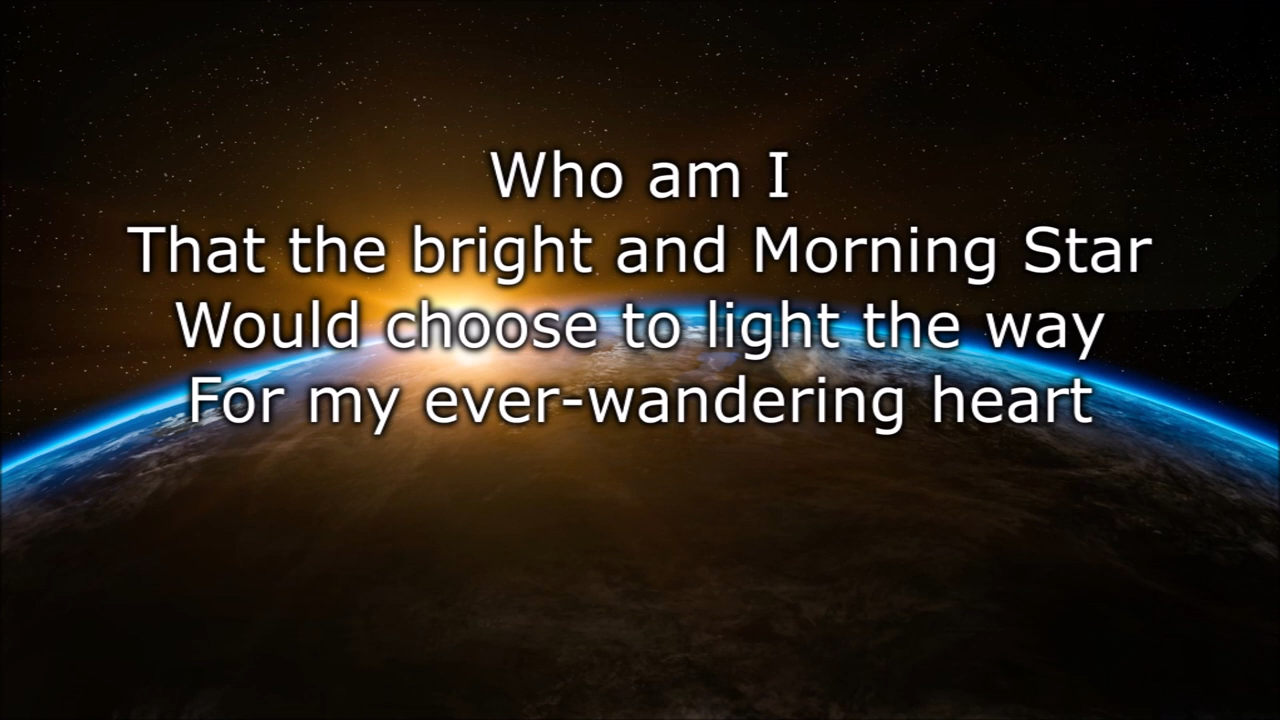 Who am I
That the bright and Morning Star
Would choose to light the way
For my ever-wandering heart